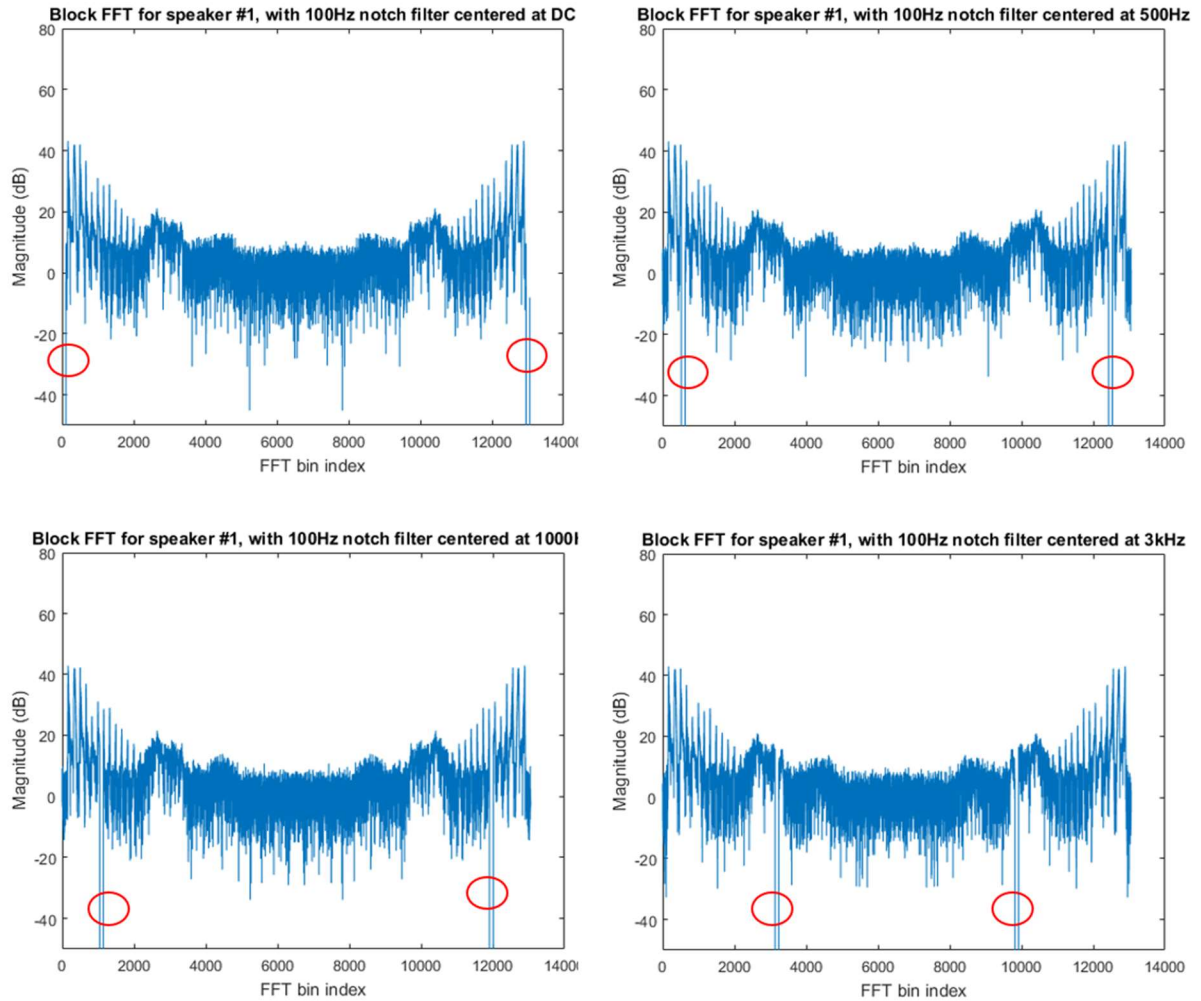 Block FFT for speaker #1, with 100Hz notch filter centered at DC
80
60
40
20
0
-20
-40
Magnitude (dB)
0 2000 4000 6000 8000 10000 12000 1400
FFT bin index
Block FFT for speaker #1, with 100Hz notch filter centered at 500Hz
80
60
40
20
0
-20
-40
Magnitude (dB)
0 2000 4000 6000 8000 10000 12000 14000
FFT bin index
Block FFT for speaker #1, with 100Hz notch filter centered at 1000
80
60
40
20
0
-20
-40
Magnitude (dB)
0 2000 4000 6000 8000 10000 12000 1400
FFT bin index
Block FFT for speaker #1, with 100Hz notch filter centered at 3kHz
80
60
40
20
0
-20
-40
Magnitude (dB)
0 2000 4000 6000 8000 10000 12000 14000
FFT bin index